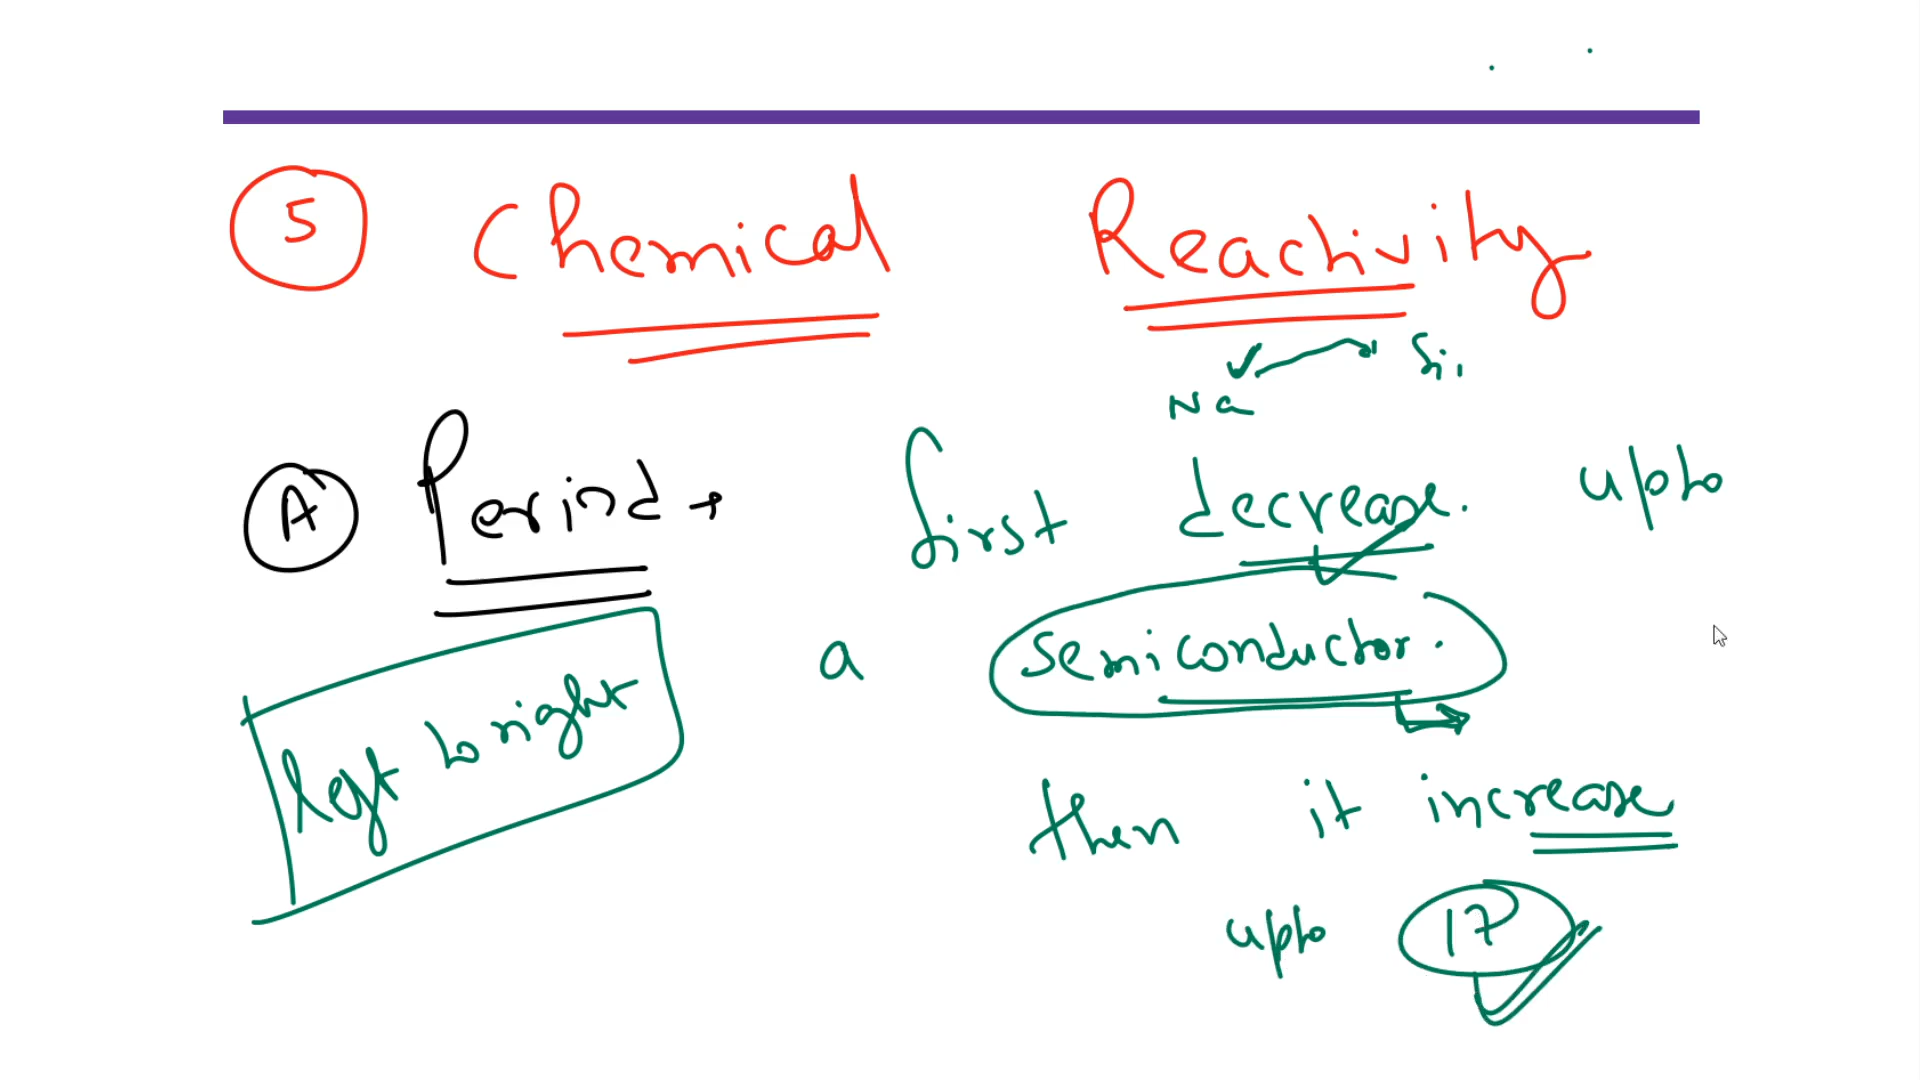 5 Chemical Reactivity
Na Si
A Period → first decrease. upto
a semiconductor.
left to right
then it increase
upto 17